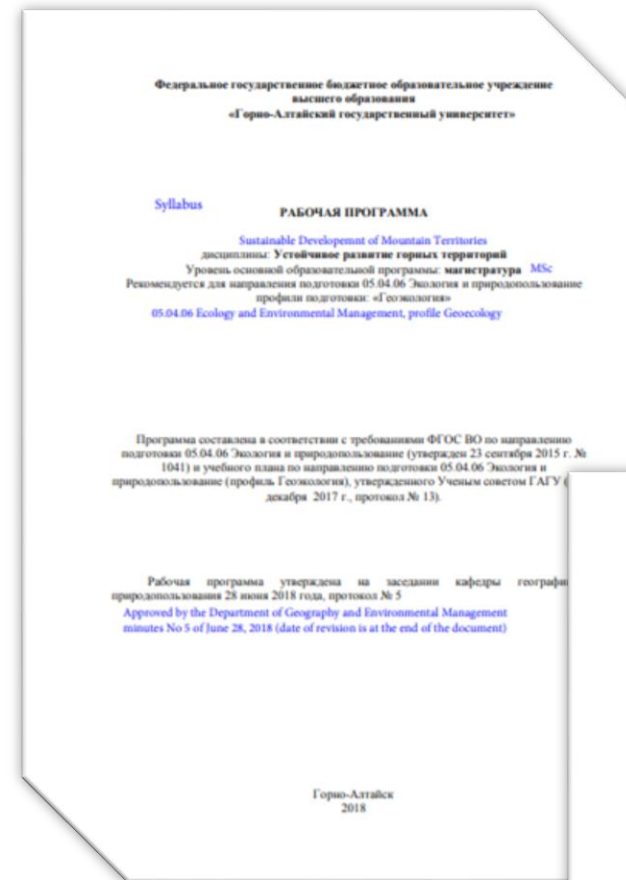 Федеральное государственное бюджетное образовательное учреждение
высшего образования
«Горно-Алтайский государственный университет»
Syllabus
РАБОЧАЯ ПРОГРАММА
Sustainable Developemnt of Mountain Territories
дисциплины: Устойчивое развитие горных территорий
Уровень основной образовательной программы: магистратура MSc
Рекомендуется для направления подготовки 05.04.06 Экология и природопользование
профили подготовки: «Геоэкология»
05.04.06 Ecology and Environmental Management, profile Geoecology
Программа составлена в соответствии с требованиями ФГОС ВО по направлению
подготовки 05.04.06 Экология и природопользование (утвержден 23 сентября 2015 г. №
1041) и учебного плана по направлению подготовки 05.04.06 Экология и
природопользование (профиль Геоэкология), утвержденного Ученым советом ГАГУ (
декабря 2017 г., протокол № 13).
Рабочая программа утверждена на заседании кафедры
природопользования 28 июня 2018 года, протокол № 5
Approved by the Department of Geography and Environmental Management
minutes No 5 of June 28, 2018 (date of revision is at the end of the document)
Горно-Алтайск
2018